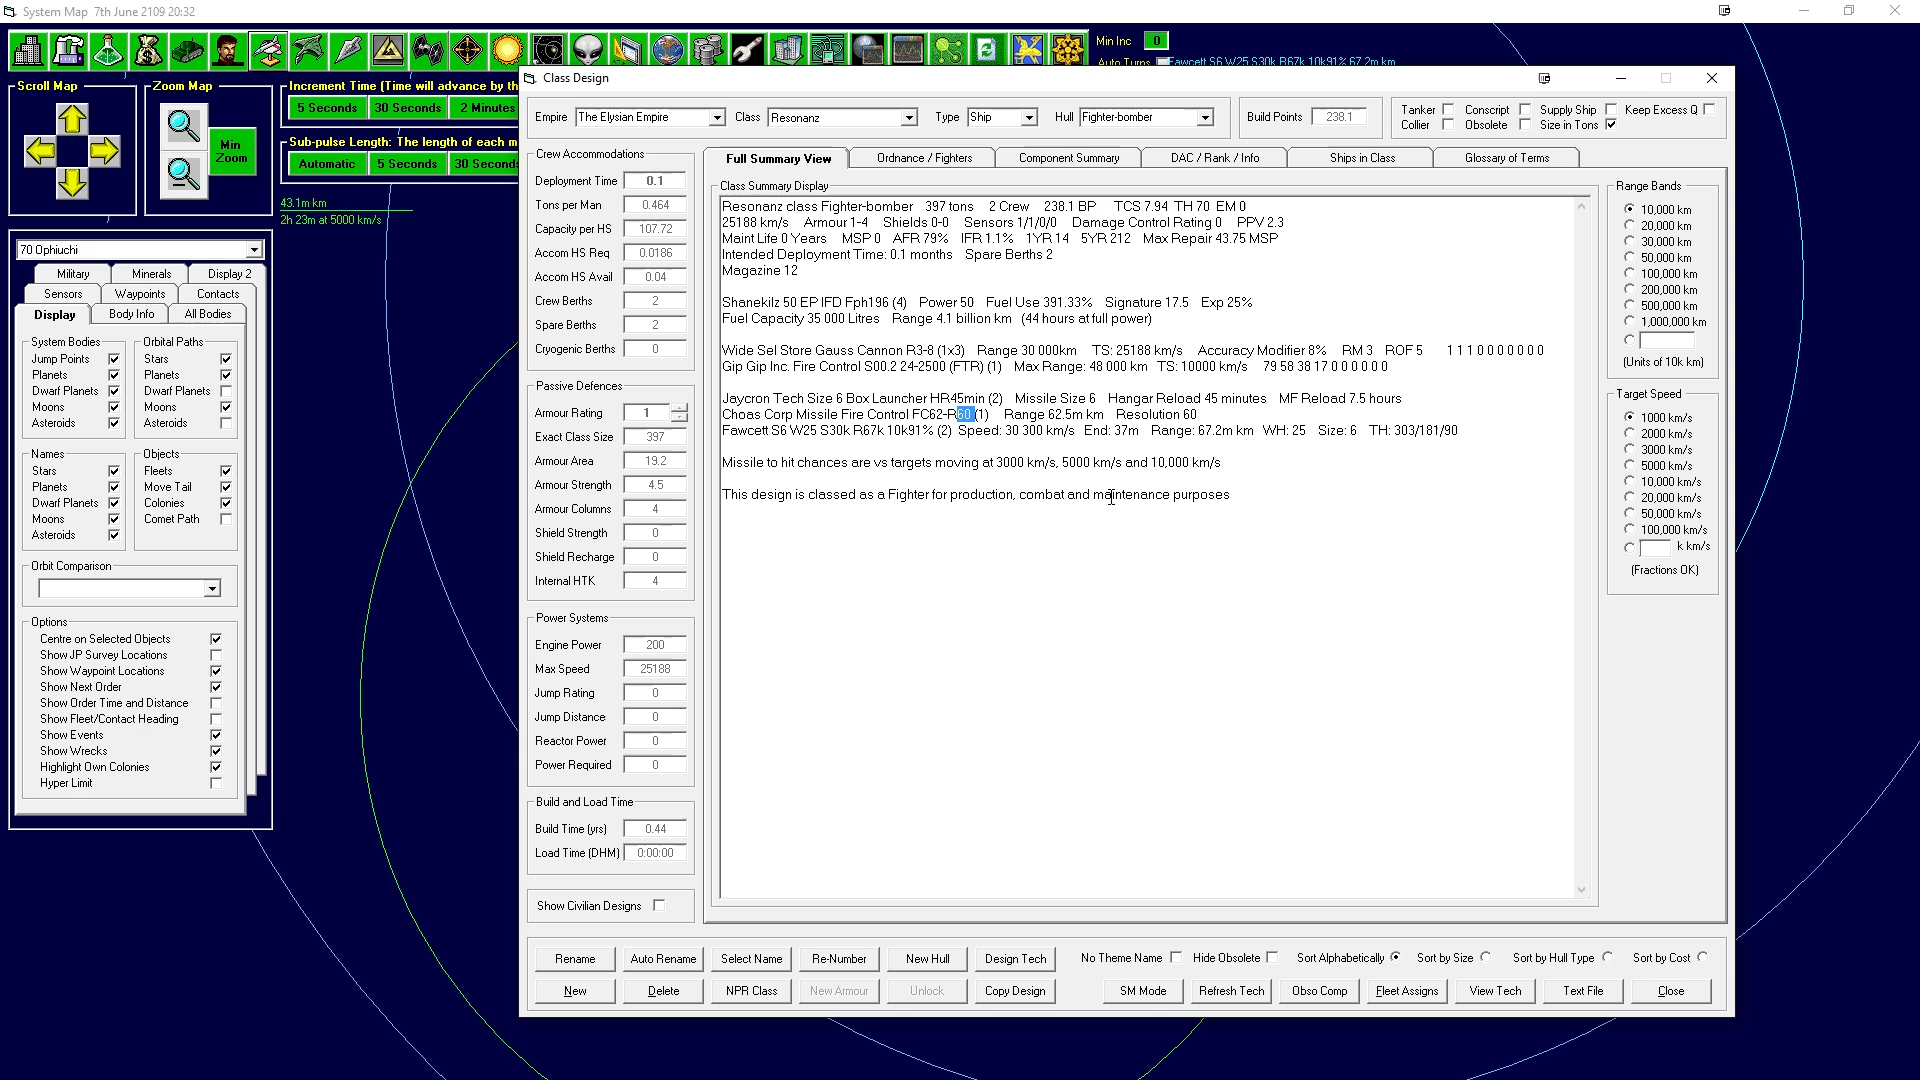 System Map  7th June 2109 20:32
Min Inc 0
Auto Turns Fawcett S6 W25 S30k R67k 10k91% 67.2m km
Scroll Map
Zoom Map
Min Zoom
Increment Time (Time will advance by th
5 Seconds 30 Seconds 2 Minutes
Sub-pulse Length: The length of each m
Automatic 5 Seconds 30 Seconds
43.1m km
2h 23m at 5000 km/s
70 Ophiuchi
Military Minerals Display 2
Sensors Waypoints Contacts
Display Body Info All Bodies
System Bodies
Jump Points
Planets
Dwarf Planets
Moons
Asteroids
Orbital Paths
Stars
Planets
Dwarf Planets
Moons
Asteroids
Names
Stars
Planets
Dwarf Planets
Moons
Asteroids
Objects
Fleets
Move Tail
Colonies
Comet Path
Orbit Comparison
Options
Centre on Selected Objects
Show JP Survey Locations
Show Waypoint Locations
Show Next Order
Show Order Time and Distance
Show Fleet/Contact Heading
Show Events
Show Wrecks
Highlight Own Colonies
Hyper Limit
Class Design
Empire The Elysian Empire Class Resonanz Type Ship Hull Fighter-bomber
Build Points 238.1
Tanker Conscript Supply Ship Keep Excess Q
Collier Obsolete Size in Tons
Crew Accommodations
Deployment Time 0.1
Tons per Man 0.464
Capacity per HS 107.72
Accom HS Req 0.0186
Accom HS Avail 0.04
Crew Berths 2
Spare Berths 2
Cryogenic Berths 0
Passive Defences
Armour Rating 1
Exact Class Size 397
Armour Area 19.2
Armour Strength 4.5
Armour Columns 4
Shield Strength 0
Shield Recharge 0
Internal HTK 4
Power Systems
Engine Power 200
Max Speed 25188
Jump Rating 0
Jump Distance 0
Reactor Power 0
Power Required 0
Build and Load Time
Build Time (yrs) 0.44
Load Time (DHM) 0:00:00
Show Civilian Designs
Full Summary View Ordnance / Fighters Component Summary DAC / Rank / Info Ships in Class Glossary of Terms
Class Summary Display
Resonanz class Fighter-bomber 397 tons 2 Crew 238.1 BP TCS 7.94 TH 70 EM 0
25188 km/s Armour 1-4 Shields 0-0 Sensors 1/1/0/0 Damage Control Rating 0 PPV 2.3
Maint Life 0 Years MSP 0 AFR 79% IFR 1.1% 1YR 14 5YR 212 Max Repair 43.75 MSP
Intended Deployment Time: 0.1 months Spare Berths 2
Magazine 12
Shanekilz 50 EP IFD Fph196 (4) Power 50 Fuel Use 391.33% Signature 17.5 Exp 25%
Fuel Capacity 35 000 Litres Range 4.1 billion km (44 hours at full power)
Wide Sel Store Gauss Cannon R3-8 (1x3) Range 30 000km TS: 25188 km/s Accuracy Modifier 8% RM 3 ROF 5 1 1 1 0 0 0 0 0 0 0
Gip Gip Inc. Fire Control S00.2 24-2500 (FTR) (1) Max Range: 48 000 km TS: 10000 km/s 79 58 38 17 0 0 0 0 0 0
Jaycron Tech Size 6 Box Launcher HR45min (2) Missile Size 6 Hangar Reload 45 minutes MF Reload 7.5 hours
Choas Corp Missile Fire Control FC62-R60 (1) Range 62.5m km Resolution 60
Fawcett S6 W25 S30k R67k 10k91% (2) Speed: 30 300 km/s End: 37m Range: 67.2m km WH: 25 Size: 6 TH: 303/181/90
Missile to hit chances are vs targets moving at 3000 km/s, 5000 km/s and 10,000 km/s
This design is classed as a Fighter for production, combat and maintenance purposes
Range Bands
10,000 km
20,000 km
30,000 km
50,000 km
100,000 km
200,000 km
500,000 km
1,000,000 km
(Units of 10k km)
Target Speed
1000 km/s
2000 km/s
3000 km/s
5000 km/s
10,000 km/s
20,000 km/s
50,000 km/s
100,000 km/s
k km/s
(Fractions OK)
Rename Auto Rename Select Name Re-Number New Hull Design Tech No Theme Name Hide Obsolete Sort Alphabetically Sort by Size Sort by Hull Type Sort by Cost
New Delete NPR Class New Armour Unlock Copy Design SM Mode Refresh Tech Obso Comp Fleet Assigns View Tech Text File Close